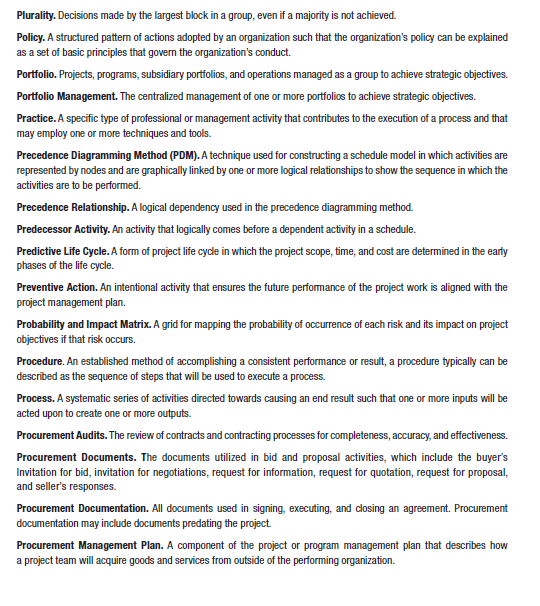 Plurality. Decisions made by the largest block in a group, even if a majority is not achieved.
Policy. A structured pattern of actions adopted by an organization such that the organization's policy can be explained
as a set of basic principles that govern the organization's conduct.
Portfolio. Projects, programs, subsidiary portfolios, and operations managed as a group to achieve strategic objectives.
Portfolio Management. The centralized management of one or more portfolios to achieve strategic objectives.
Practice. A specific type of professional or management activity that contributes to the execution of a process and that
may employ one or more techniques and tools.
Precedence Diagramming Method (PDM). A technique used for constructing a schedule model in which activities are
represented by nodes and are graphically linked by one or more logical relationships to show the sequence in which the
activities are to be performed.
Precedence Relationship. A logical dependency used in the precedence diagramming method.
Predecessor Activity. An activity that logically comes before a dependent activity in a schedule.
Predictive Life Cycle. A form of project life cycle in which the project scope, time, and cost are determined in the early
phases of the life cycle.
Preventive Action. An intentional activity that ensures the future performance of the project work is aligned with the
project management plan.
Probability and Impact Matrix. A grid for mapping the probability of occurrence of each risk and its impact on project
objectives if that risk occurs.
Procedure. An established method of accomplishing a consistent performance or result, a procedure typically can be
described as the sequence of steps that will be used to execute a process.
Process. A systematic series of activities directed towards causing an end result such that one or more inputs will be
acted upon to create one or more outputs.
Procurement Audits. The review of contracts and contracting processes for completeness, accuracy, and effectiveness.
Procurement Documents. The documents utilized in bid and proposal activities, which include the buyer's
Invitation for bid, invitation for negotiations, request for information, request for quotation, request for proposal,
and seller's responses.
Procurement Documentation. All documents used in signing, executing, and closing an agreement. Procurement
documentation may include documents predating the project.
Procurement Management Plan. A component of the project or program management plan that describes how
a project team will acquire goods and services from outside of the performing organization.